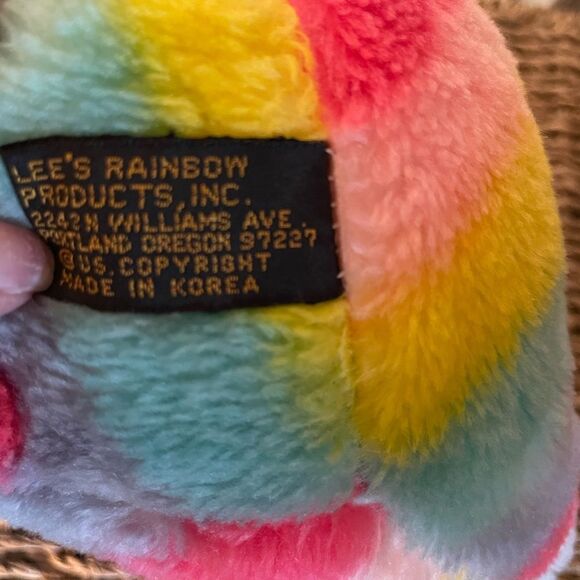 LEE'S RAINBOW
PRODUCTS, INC.
2242 N WILLIAMS AVE.
PORTLAND OREGON 97227
@ US. COPYRIGHT
MADE IN KOREA